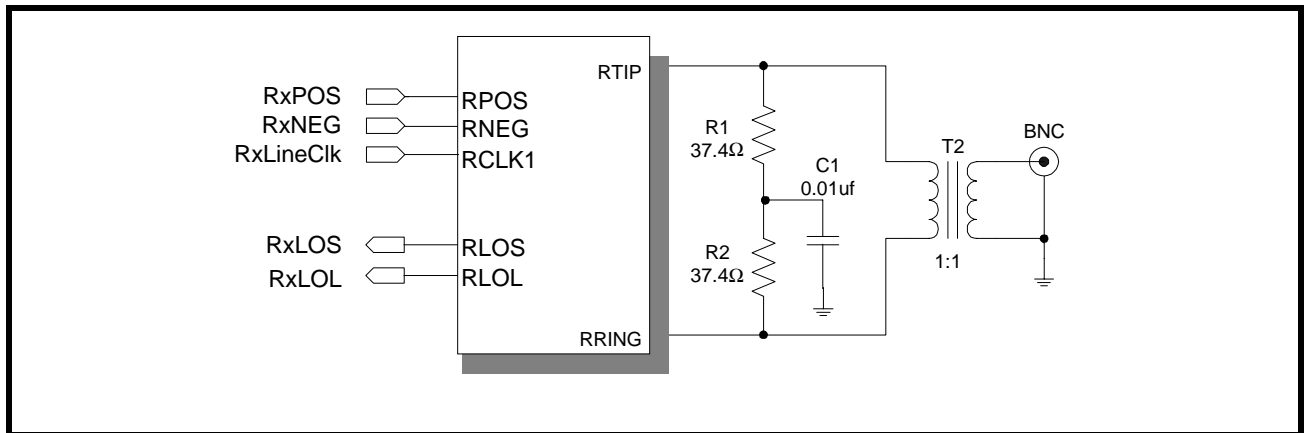 RTIP
RxPOS RPOS
RxNEG RNEG
RxLineClk RCLK1
RxLOS RLOS
RxLOL RLOL
RRING
R1
37.4Ω
C1
0.01uf
R2
37.4Ω
T2
1:1
BNC